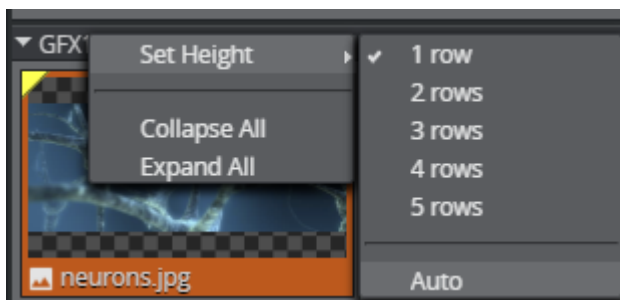 GFX1
Set Height
Collapse All
Expand All
✓ 1 row
2 rows
3 rows
4 rows
5 rows
Auto
neurons.jpg